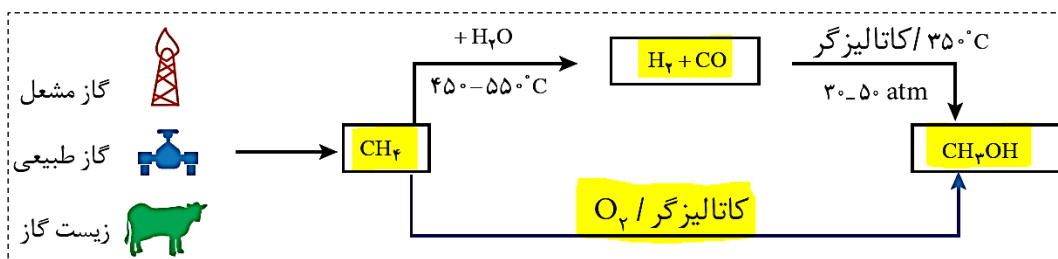 گاز مشعل
گاز طبیعی
زیست گاز
CH۴
+H۲O
۴۵۰–۵۵۰°C
H۲+CO
کاتالیزگر/ ۳۵۰°C
۳۰_۵۰ atm
CH۳OH
کاتالیزگر / O۲